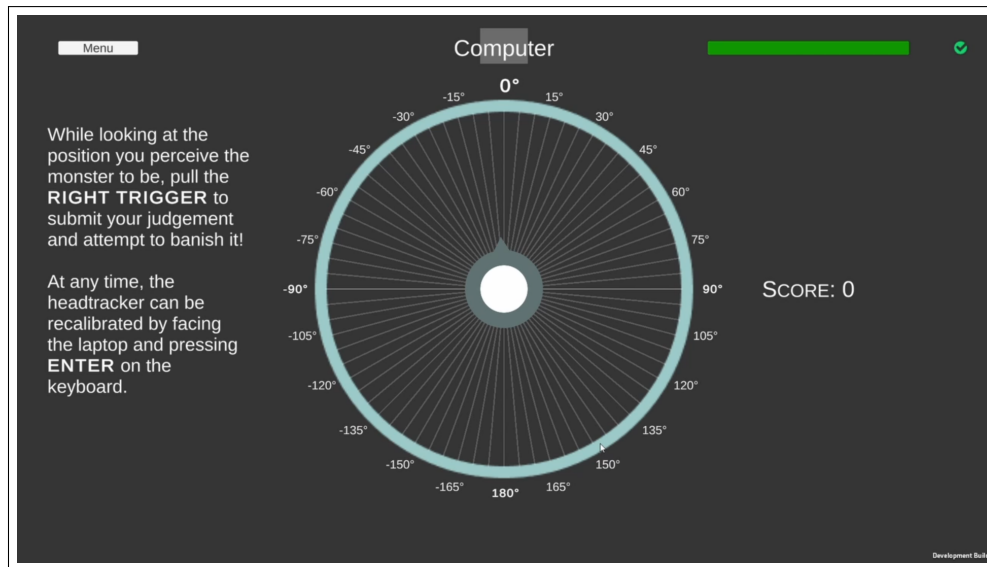 Menu
Computer
0°
-15°
15°
-30°
30°
-45°
45°
-60°
60°
-75°
75°
-90°
90°
-105°
105°
-120°
120°
-135°
135°
-150°
150°
-165°
165°
180°
While looking at the
position you perceive the
monster to be, pull the
RIGHT TRIGGER to
submit your judgement
and attempt to banish it!
At any time, the
headtracker can be
recalibrated by facing
the laptop and pressing
ENTER on the
keyboard.
SCORE: 0
Development